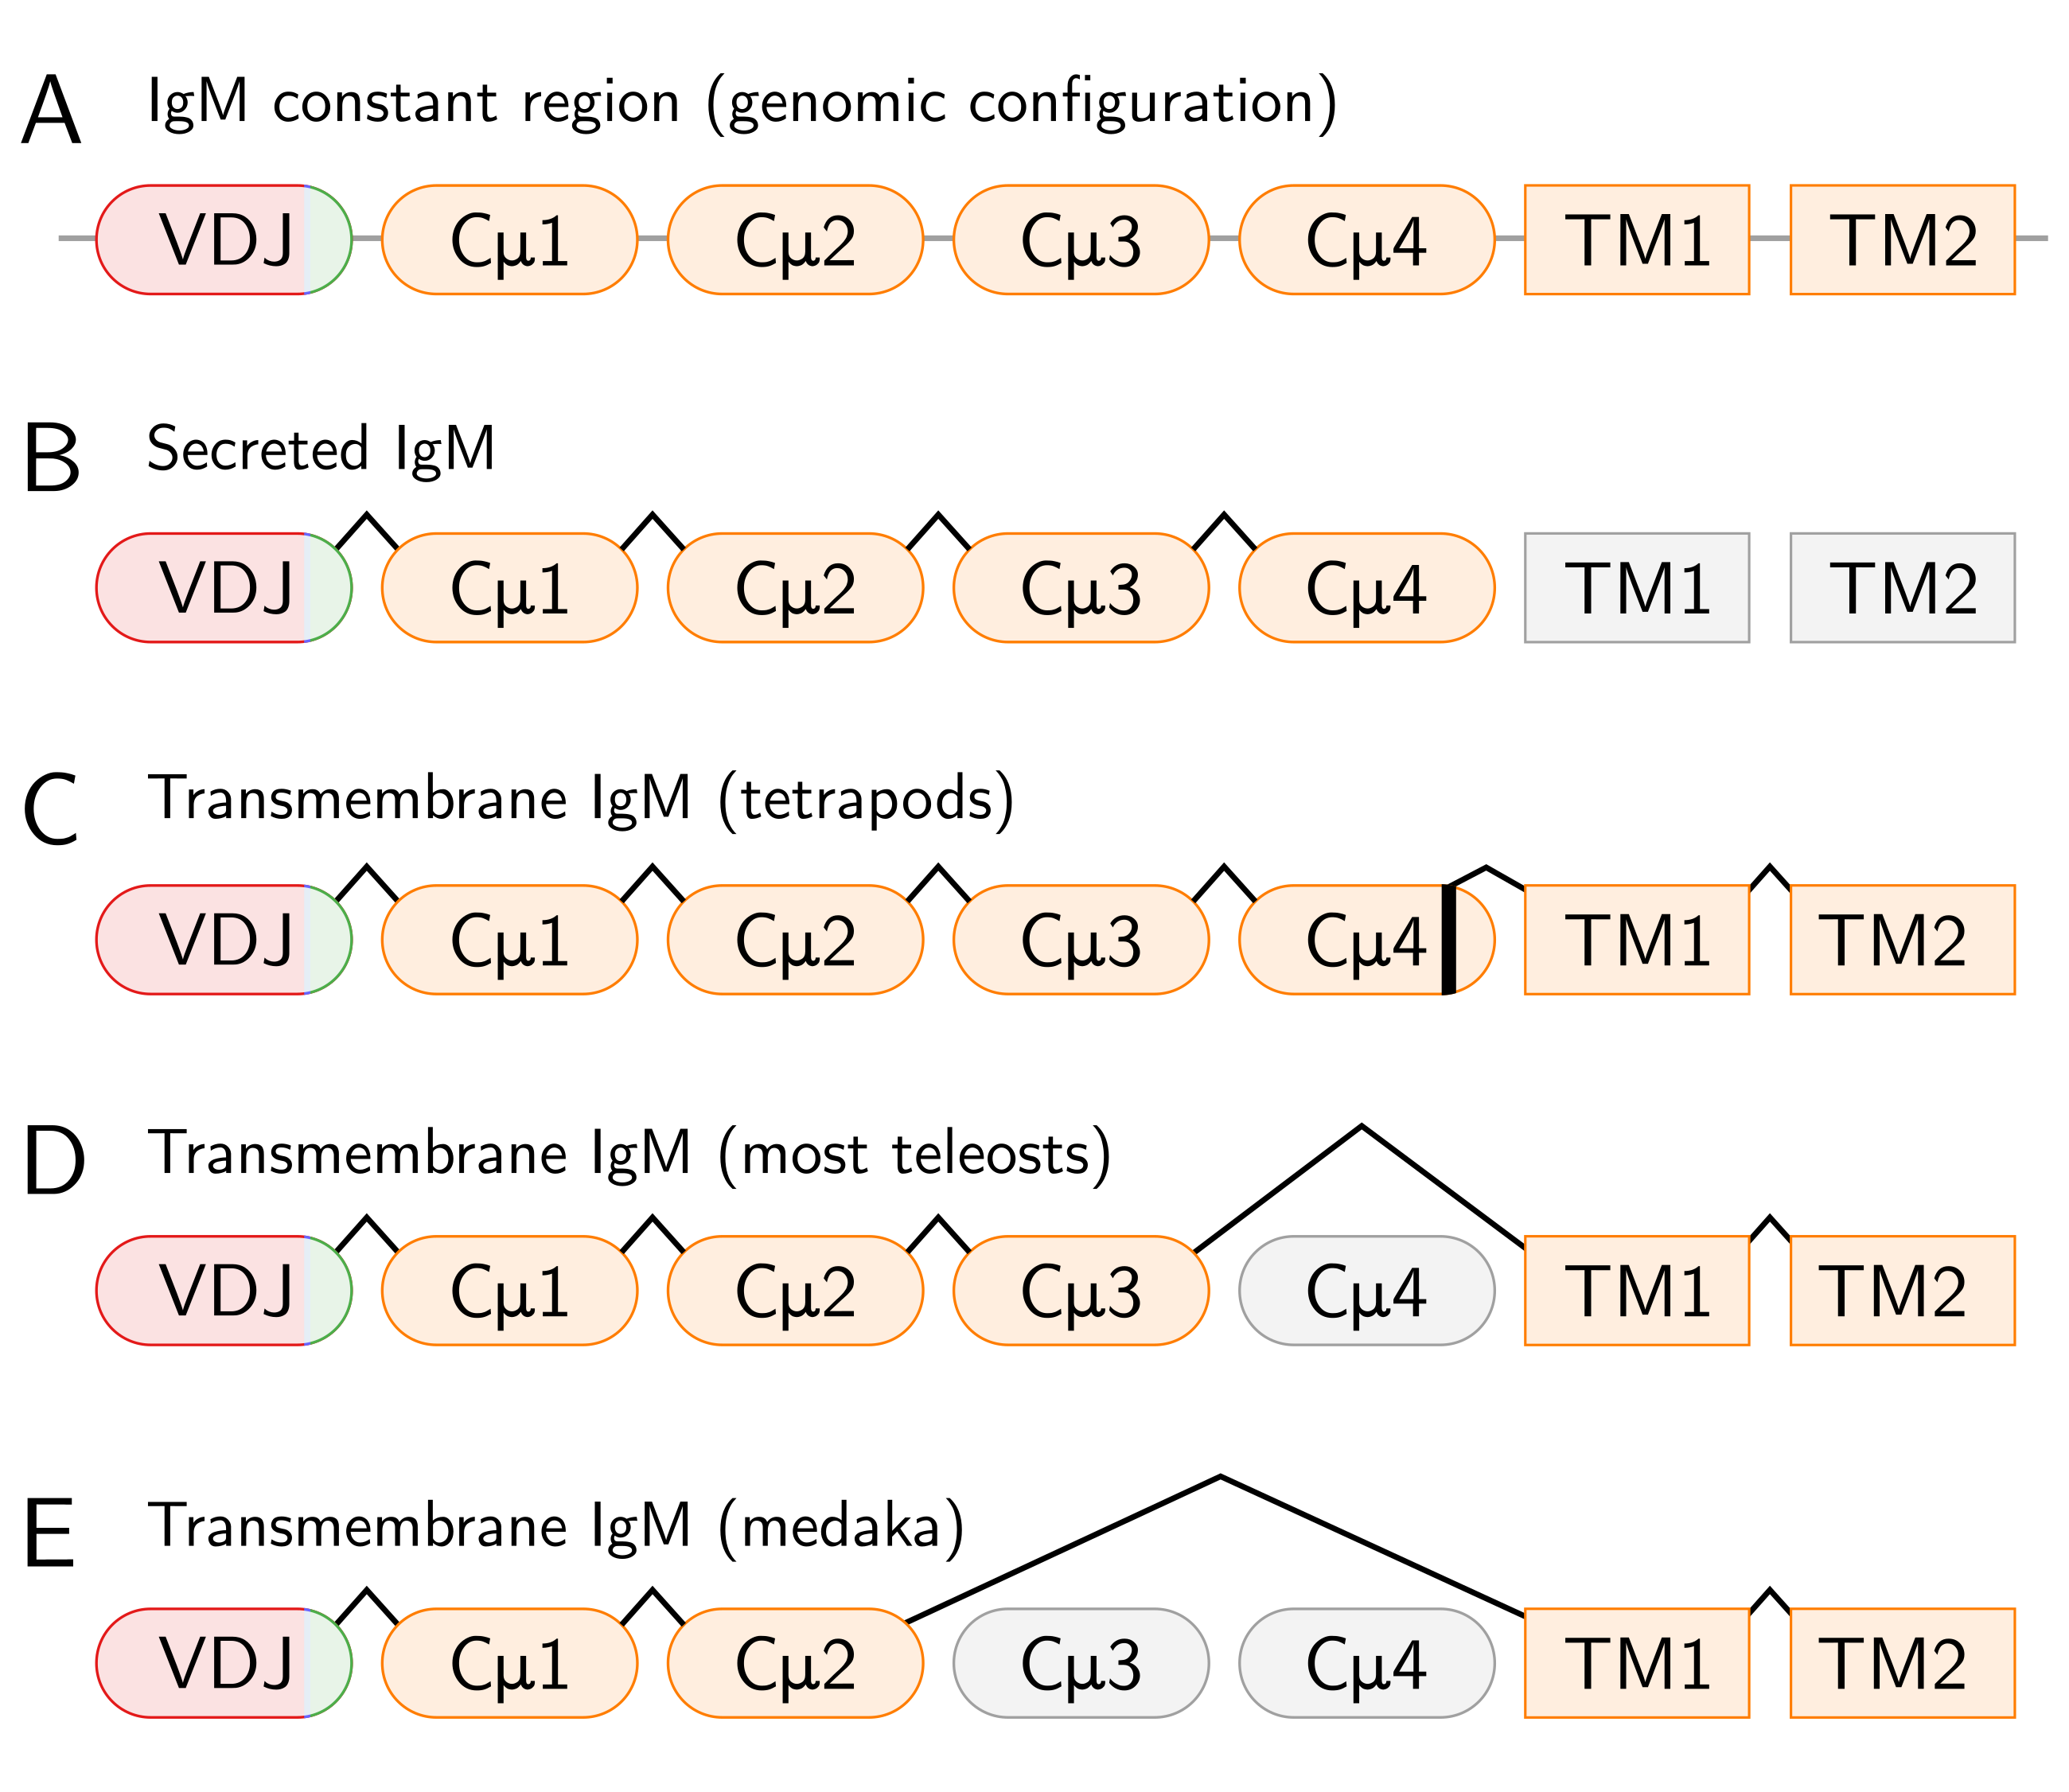 A IgM constant region (genomic configuration)
VDJ Cμ1 Cμ2 Cμ3 Cμ4 TM1 TM2
B Secreted IgM
VDJ Cμ1 Cμ2 Cμ3 Cμ4 TM1 TM2
C Transmembrane IgM (tetrapods)
VDJ Cμ1 Cμ2 Cμ3 Cμ4 TM1 TM2
D Transmenbrane IgM (most teleosts)
VDJ Cμ1 Cμ2 Cμ3 Cμ4 TM1 TM2
E Transmembrane IgM (medaka)
VDJ Cμ1 Cμ2 Cμ3 Cμ4 TM1 TM2